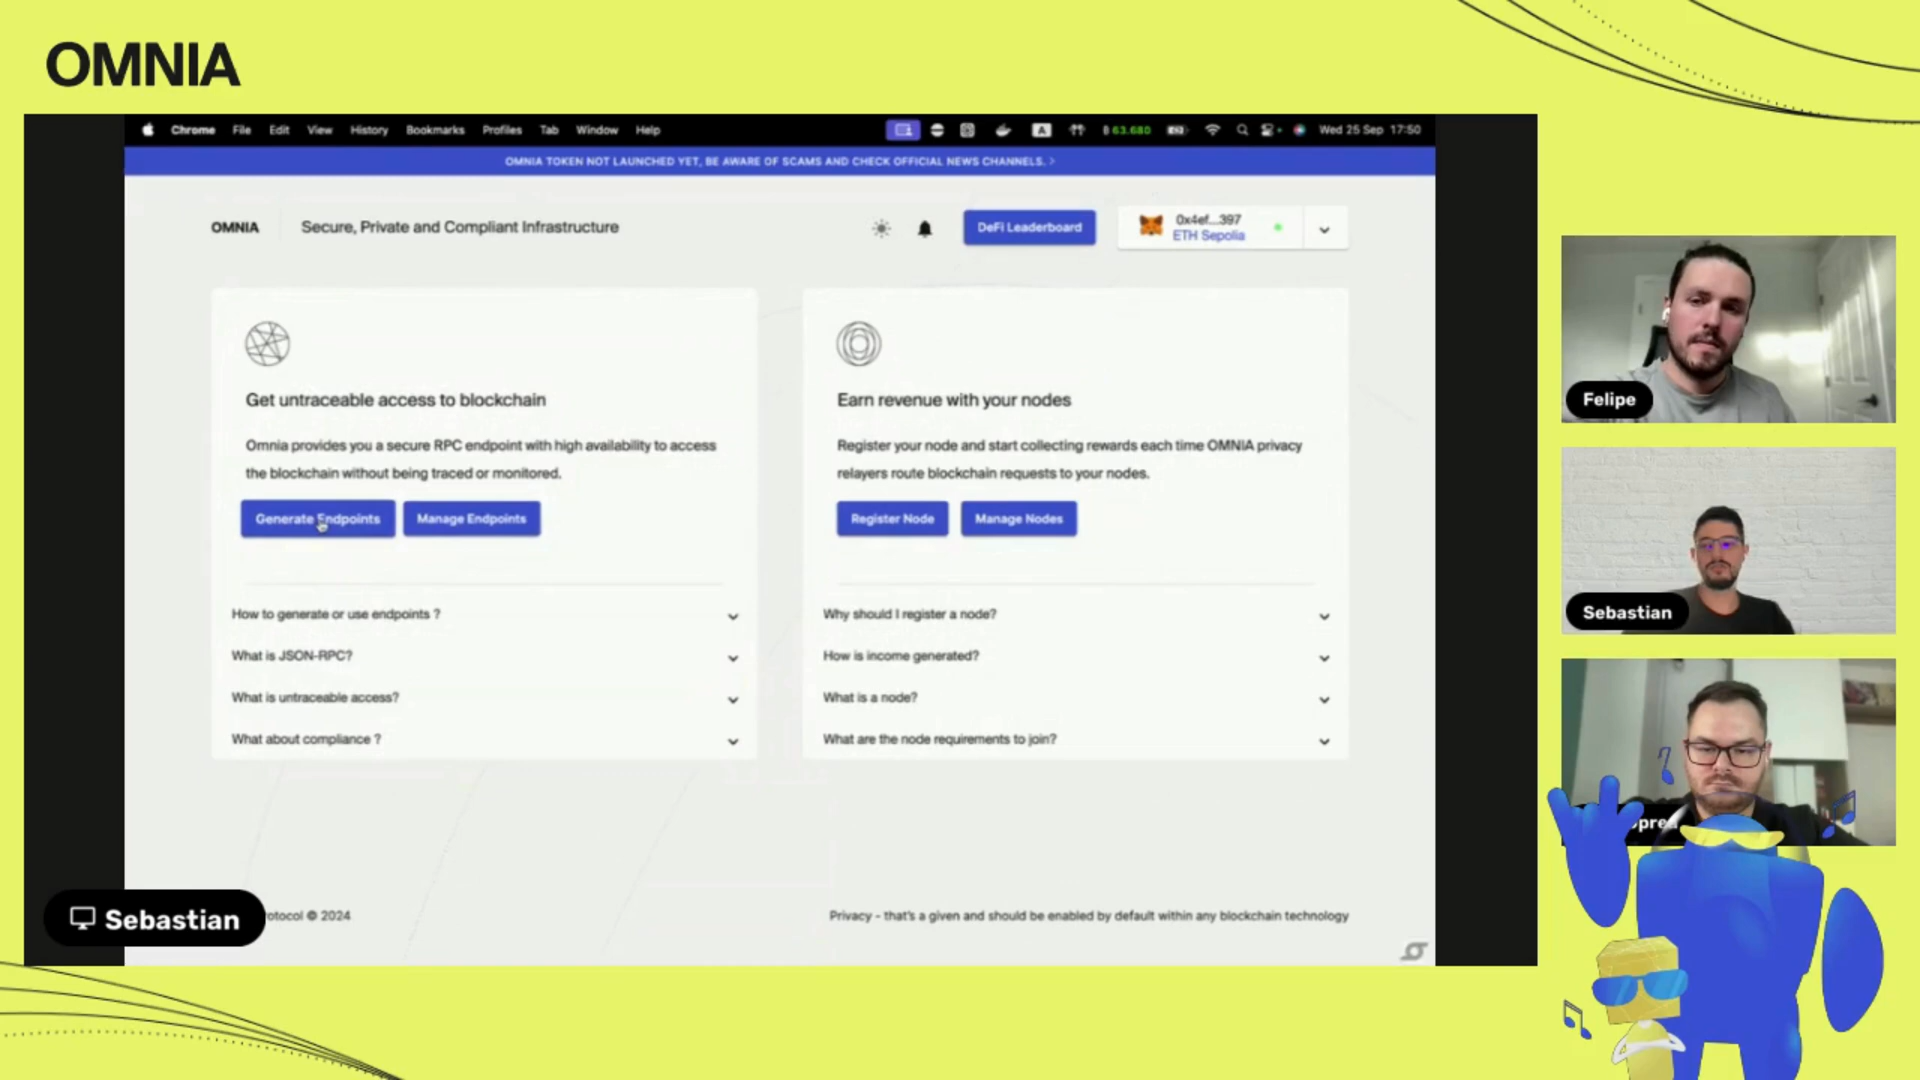 OMNIA
Chrome File Edit View History Bookmarks Profiles Tab Window Help
A 63.680 Wed 25 Sep 17:50
OMNIA TOKEN NOT LAUNCHED YET, BE AWARE OF SCAMS AND CHECK OFFICIAL NEWS CHANNELS. >
OMNIA Secure, Private and Compliant Infrastructure
DeFi Leaderboard
0x4ef...397
ETH Sepolia
Get untraceable access to blockchain
Omnia provides you a secure RPC endpoint with high availability to access
the blockchain without being traced or monitored.
Generate Endpoints Manage Endpoints
How to generate or use endpoints ?
What is JSON-RPC?
What is untraceable access?
What about compliance ?
Earn revenue with your nodes
Register your node and start collecting rewards each time OMNIA privacy
relayers route blockchain requests to your nodes.
Register Node Manage Nodes
Why should I register a node?
How is income generated?
What is a node?
What are the node requirements to join?
© 2024
Privacy - that's a given and should be enabled by default within any blockchain technology
Sebastian
Felipe
Sebastian